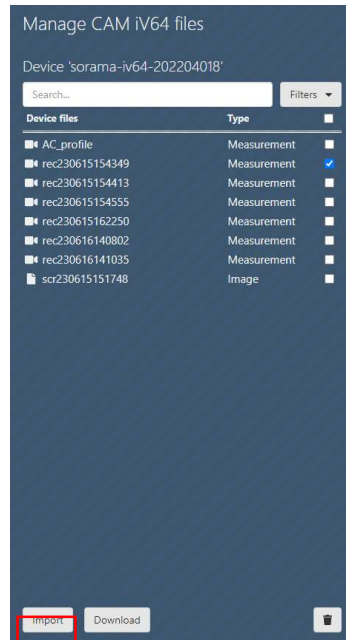 Manage CAM iV64 files
Device 'sorama-iv64-202204018'
Search... Filters
Device files Type
AC_profile Measurement
rec230615154349 Measurement
rec230615154413 Measurement
rec230615154555 Measurement
rec230615162250 Measurement
rec230616140802 Measurement
rec230616141035 Measurement
scr230615151748 Image
Import Download